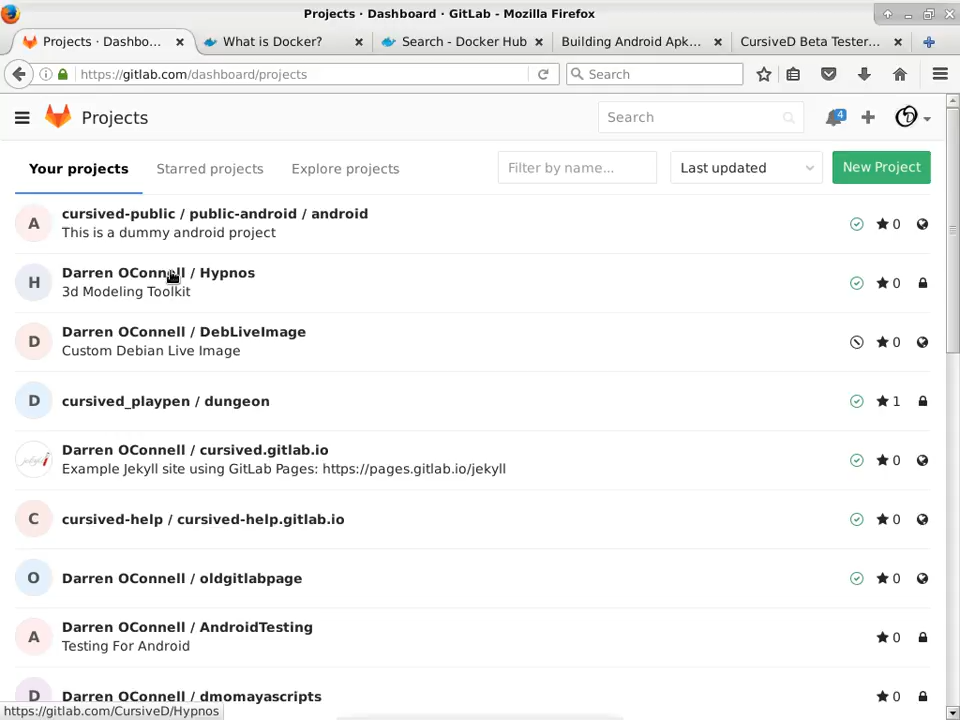 Projects · Dashboard · GitLab - Mozilla Firefox
Projects · Dashbo...
What is Docker?
Search - Docker Hub
Building Android Apk...
CursiveD Beta Tester...
https://gitlab.com/dashboard/projects
Search
Projects
Search
4
Your projects
Starred projects
Explore projects
Filter by name...
Last updated
New Project
A
cursived-public / public-android / android
This is a dummy android project
0
H
Darren OConnell / Hypnos
3d Modeling Toolkit
0
D
Darren OConnell / DebLiveImage
Custom Debian Live Image
0
D
cursived_playpen / dungeon
1
Darren OConnell / cursived.gitlab.io
Example Jekyll site using GitLab Pages: https://pages.gitlab.io/jekyll
0
C
cursived-help / cursived-help.gitlab.io
0
O
Darren OConnell / oldgitlabpage
0
A
Darren OConnell / AndroidTesting
Testing For Android
0
D
Darren OConnell / dmomayascripts
0
https://gitlab.com/CursiveD/Hypnos